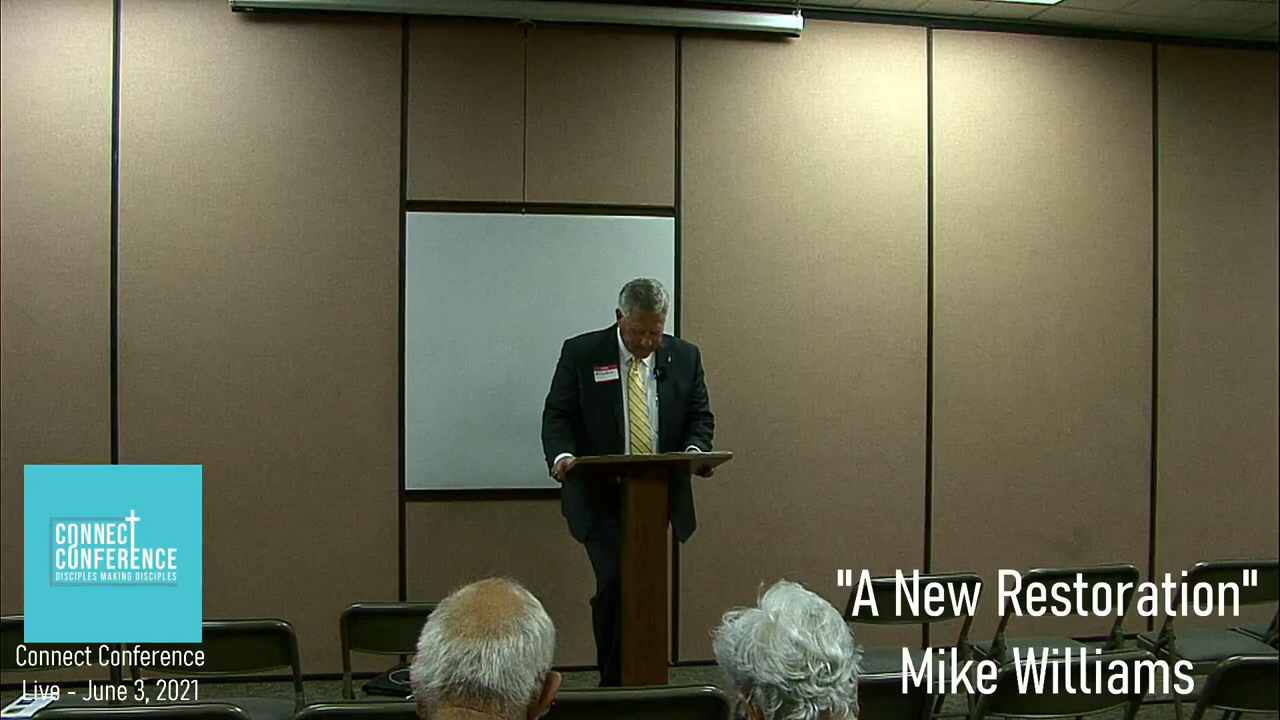 CONNECT
CONFERENCE
DISCIPLES MAKING DISCIPLES
Connect Conference
Live - June 3, 2021
"A New Restoration"
Mike Williams